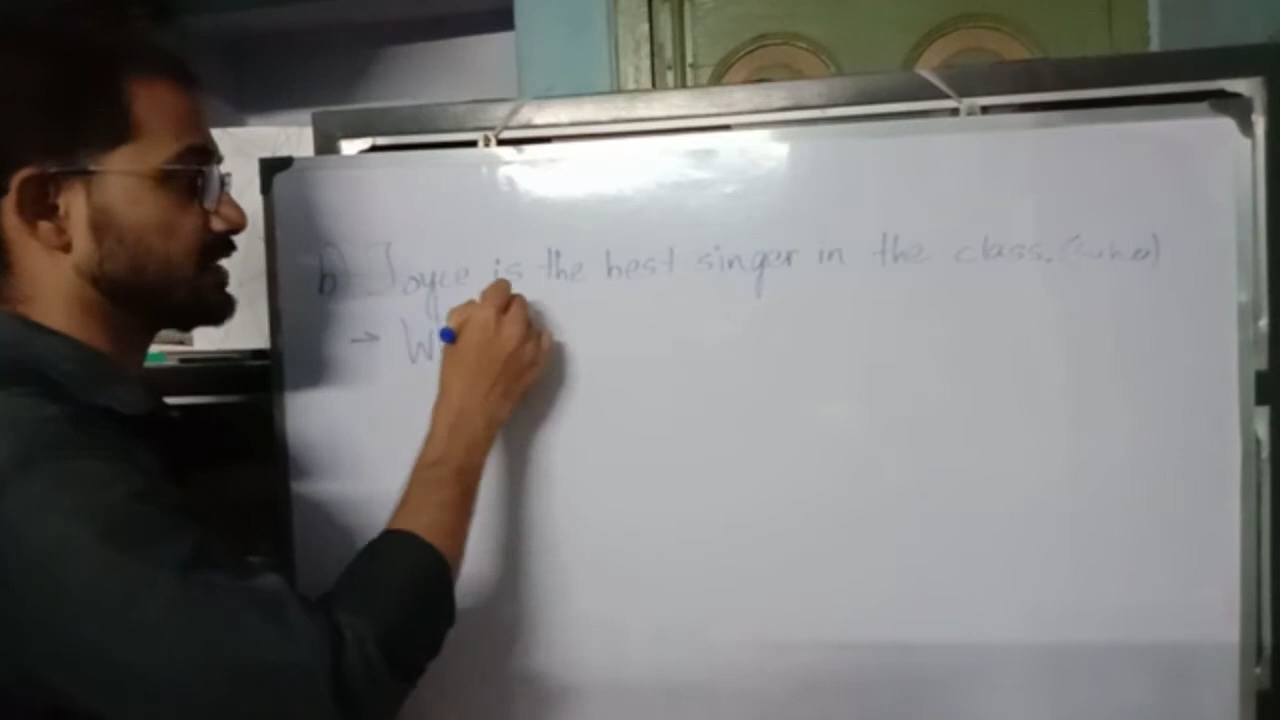 b) Joyce is the best singer in the class. (who)
→ W